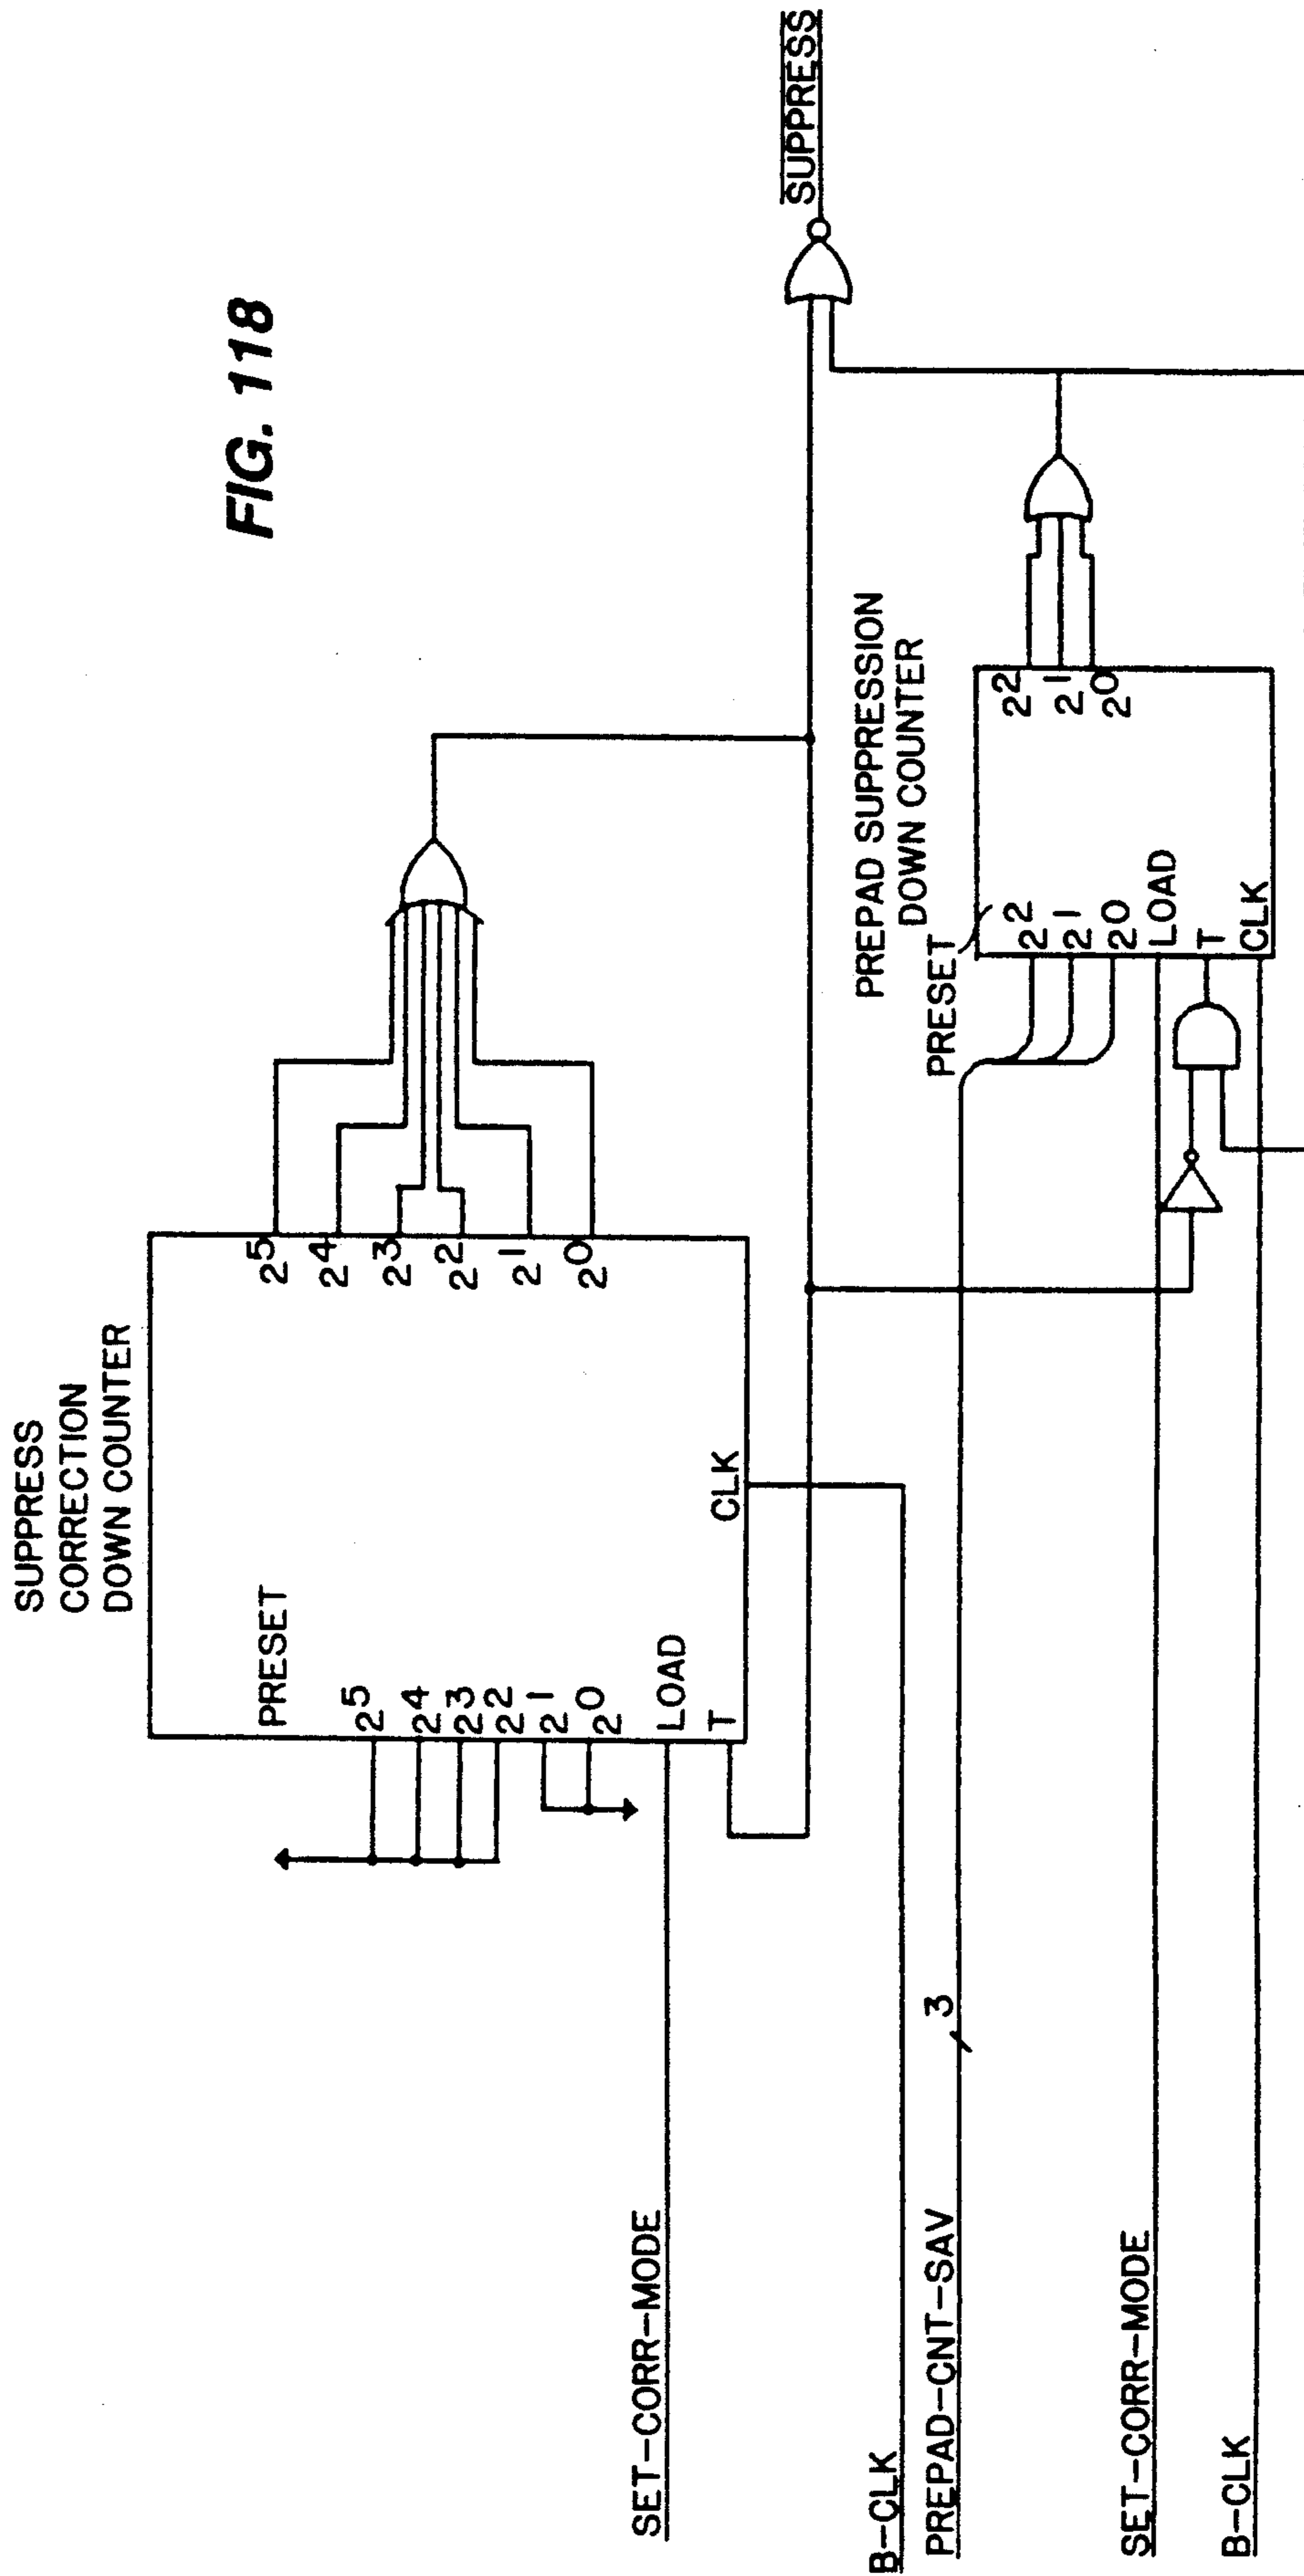 FIG. 118
SUPPRESS
CORRECTION
DOWN COUNTER
PRESET
2^5
2^4
2^3
2^2
2^1
2^0
LOAD
T
CLK
2^5
2^4
2^3
2^2
2^1
2^0
SET-CORR-MODE
B-CLK
PREPAD-CNT-SAV
3
SET-CORR-MODE
B-CLK
PREPAD SUPPRESSION
DOWN COUNTER
PRESET
2^2
2^1
2^0
LOAD
T
CLK
2^2
2^1
2^0
SUPPRESS